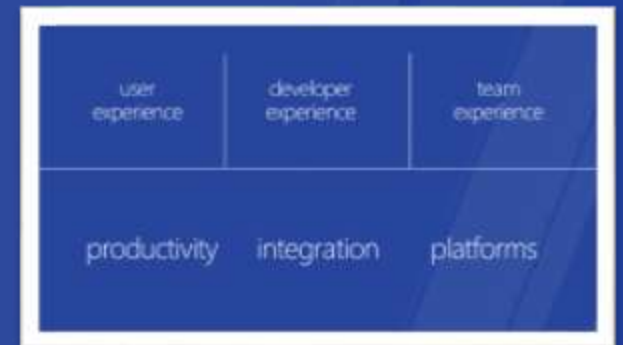 user
experience
developer
experience
team
experience
productivity integration platforms